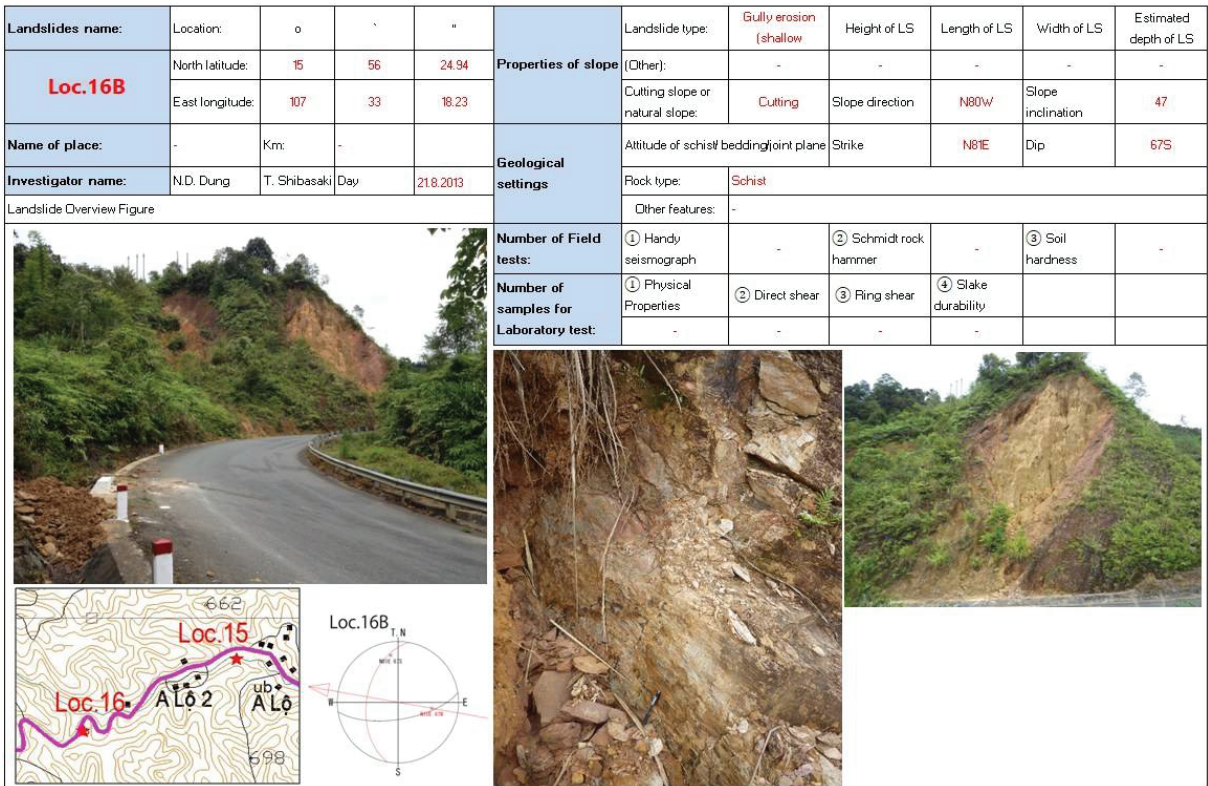 Landslides name:
Location:
o
`
"
Loc.16B
North latitude: 15 56 24.94
East longitude: 107 33 18.23
Name of place: - Km: -
Investigator name: N.D. Dung T. Shibasaki Day 21.8.2013
Landslide Overview Figure
Properties of slope
Landslide type:
Gully erosion
(shallow
Height of LS
Length of LS
Width of LS
Estimated
depth of LS
(Other): - - - - -
Cutting slope or
natural slope:
Cutting
Slope direction
N80W
Slope
inclination
47
Geological
settings
Attitude of schist/ bedding/joint plane Strike N81E Dip 67S
Rock type: Schist
Other features: -
Number of Field
tests:
① Handy
seismograph
-
② Schmidt rock
hammer
-
③ Soil
hardness
-
Number of
samples for
Laboratory test:
① Physical
Properties
② Direct shear
③ Ring shear
④ Slake
durability
- - - -
662
Loc.15
Loc.16
A Lộ 2
ub
A Lộ
698
Loc.16B
T.N
W
E
S